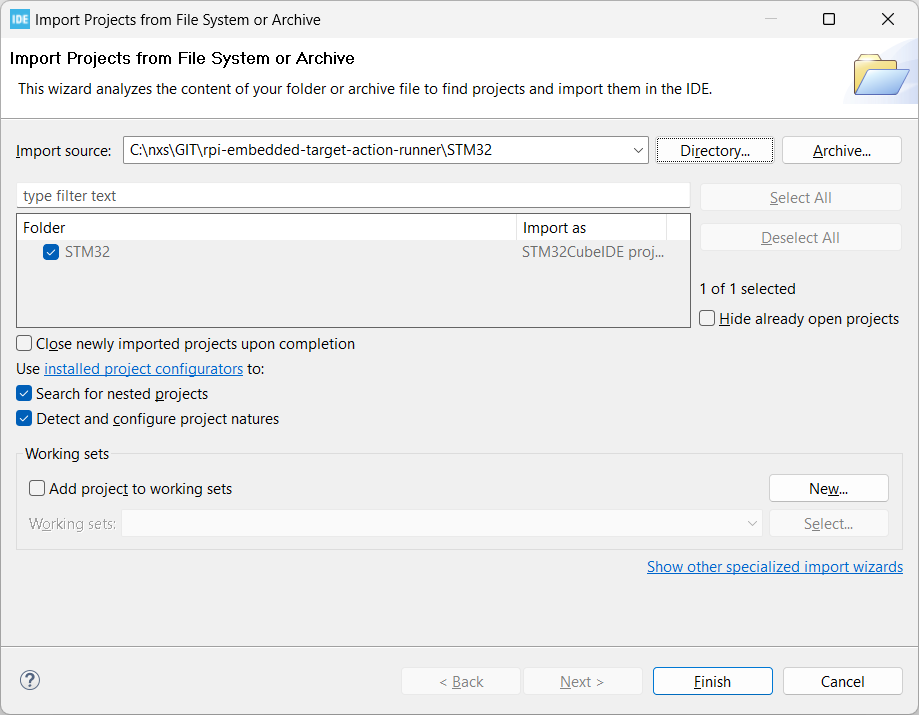 IDE Import Projects from File System or Archive
Import Projects from File System or Archive
This wizard analyzes the content of your folder or archive file to find projects and import them in the IDE.
Import source: C:\nxs\GIT\rpi-embedded-target-action-runner\STM32 Directory... Archive...
type filter text Select All
Folder Import as
Deselect All
STM32 STM32CubeIDE proj...
1 of 1 selected
Hide already open projects
Close newly imported projects upon completion
Use installed project configurators to:
Search for nested projects
Detect and configure project natures
Working sets
Add project to working sets New...
Working sets: Select...
Show other specialized import wizards
? < Back Next > Finish Cancel